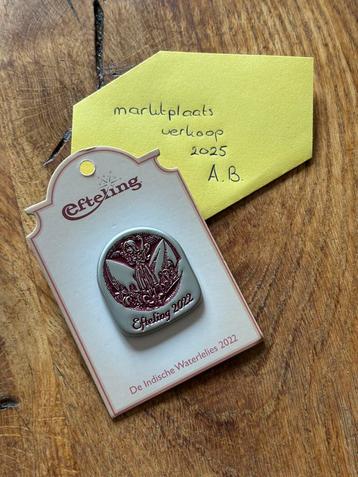 marktplaats
verkoop
2025
A.B.
Efteling
Efteling 2022
De Indische Waterlelies 2022